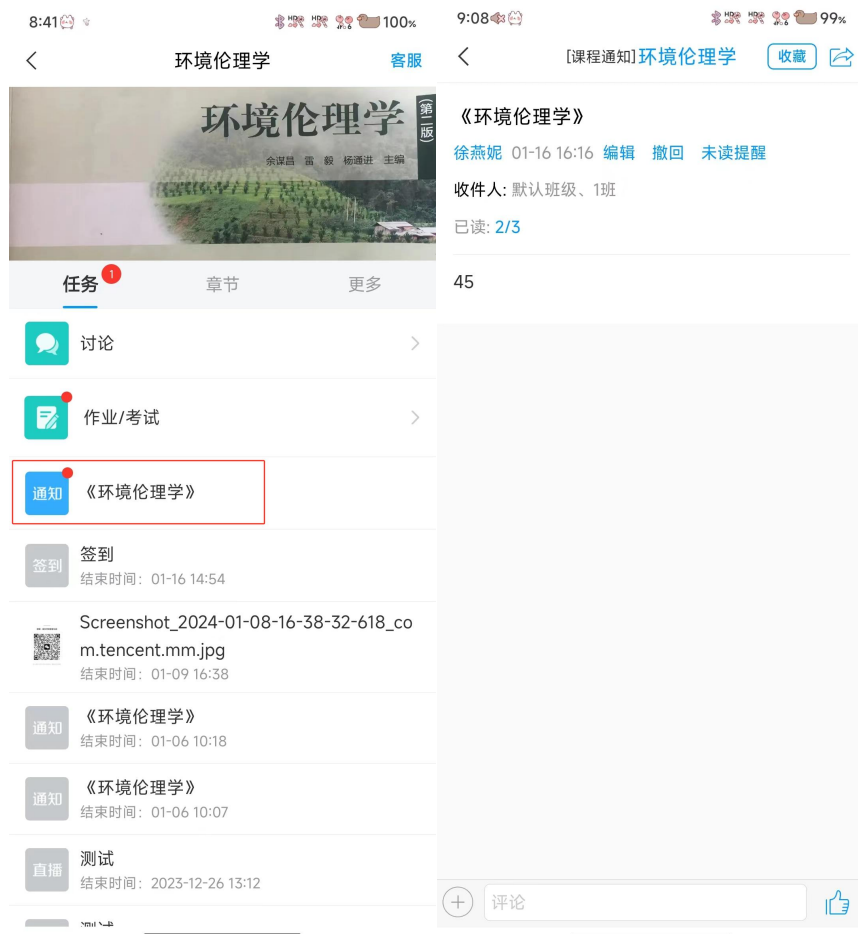 8:41
100%
环境伦理学
客服
环境伦理学
(第二版)
余谋昌 雷 毅 杨通进 主编
任务
1
章节
更多
讨论
作业/考试
通知
《环境伦理学》
签到
签到
结束时间：01-16 14:54
Screenshot_2024-01-08-16-38-32-618_co
m.tencent.mm.jpg
结束时间：01-09 16:38
通知
《环境伦理学》
结束时间：01-06 10:18
通知
《环境伦理学》
结束时间：01-06 10:07
直播
测试
结束时间：2023-12-26 13:12
测试
9:08
99%
[课程通知]环境伦理学
收藏
《环境伦理学》
徐燕妮 01-16 16:16 编辑 撤回 未读提醒
收件人: 默认班级、1班
已读: 2/3
45
评论